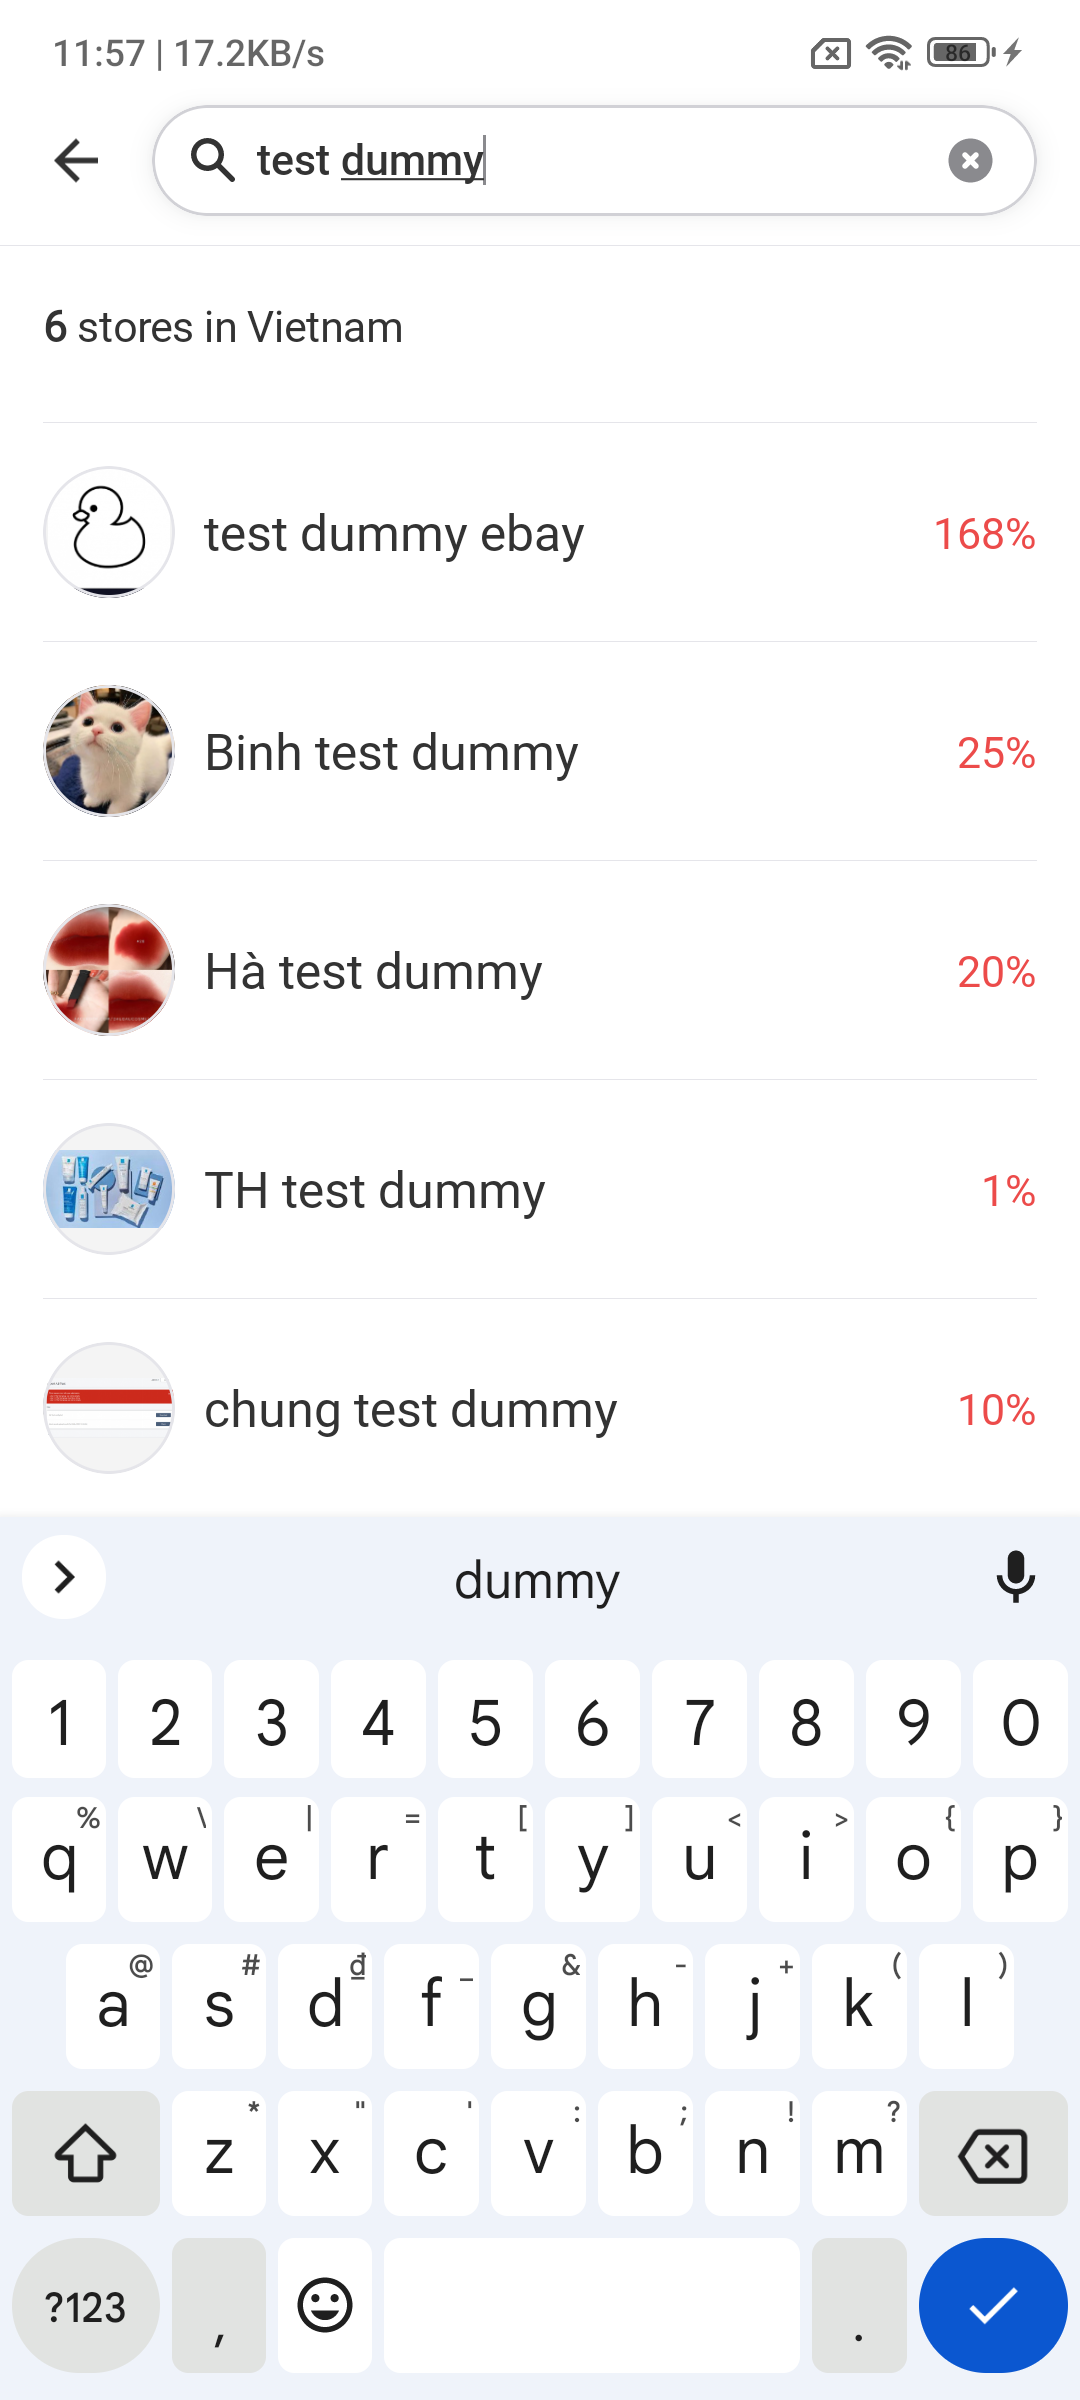 11:57 | 17.2KB/s
86
test dummy
6 stores in Vietnam
test dummy ebay
168%
Binh test dummy
25%
Hà test dummy
20%
TH test dummy
1%
chung test dummy
10%
dummy
1 2 3 4 5 6 7 8 9 0
% \ | = [ ] < > { }
q w e r t y u i o p
@ # ₫ _ & - + ( )
a s d f g h j k l
* " ' : ; ! ?
z x c v b n m
?123 , .